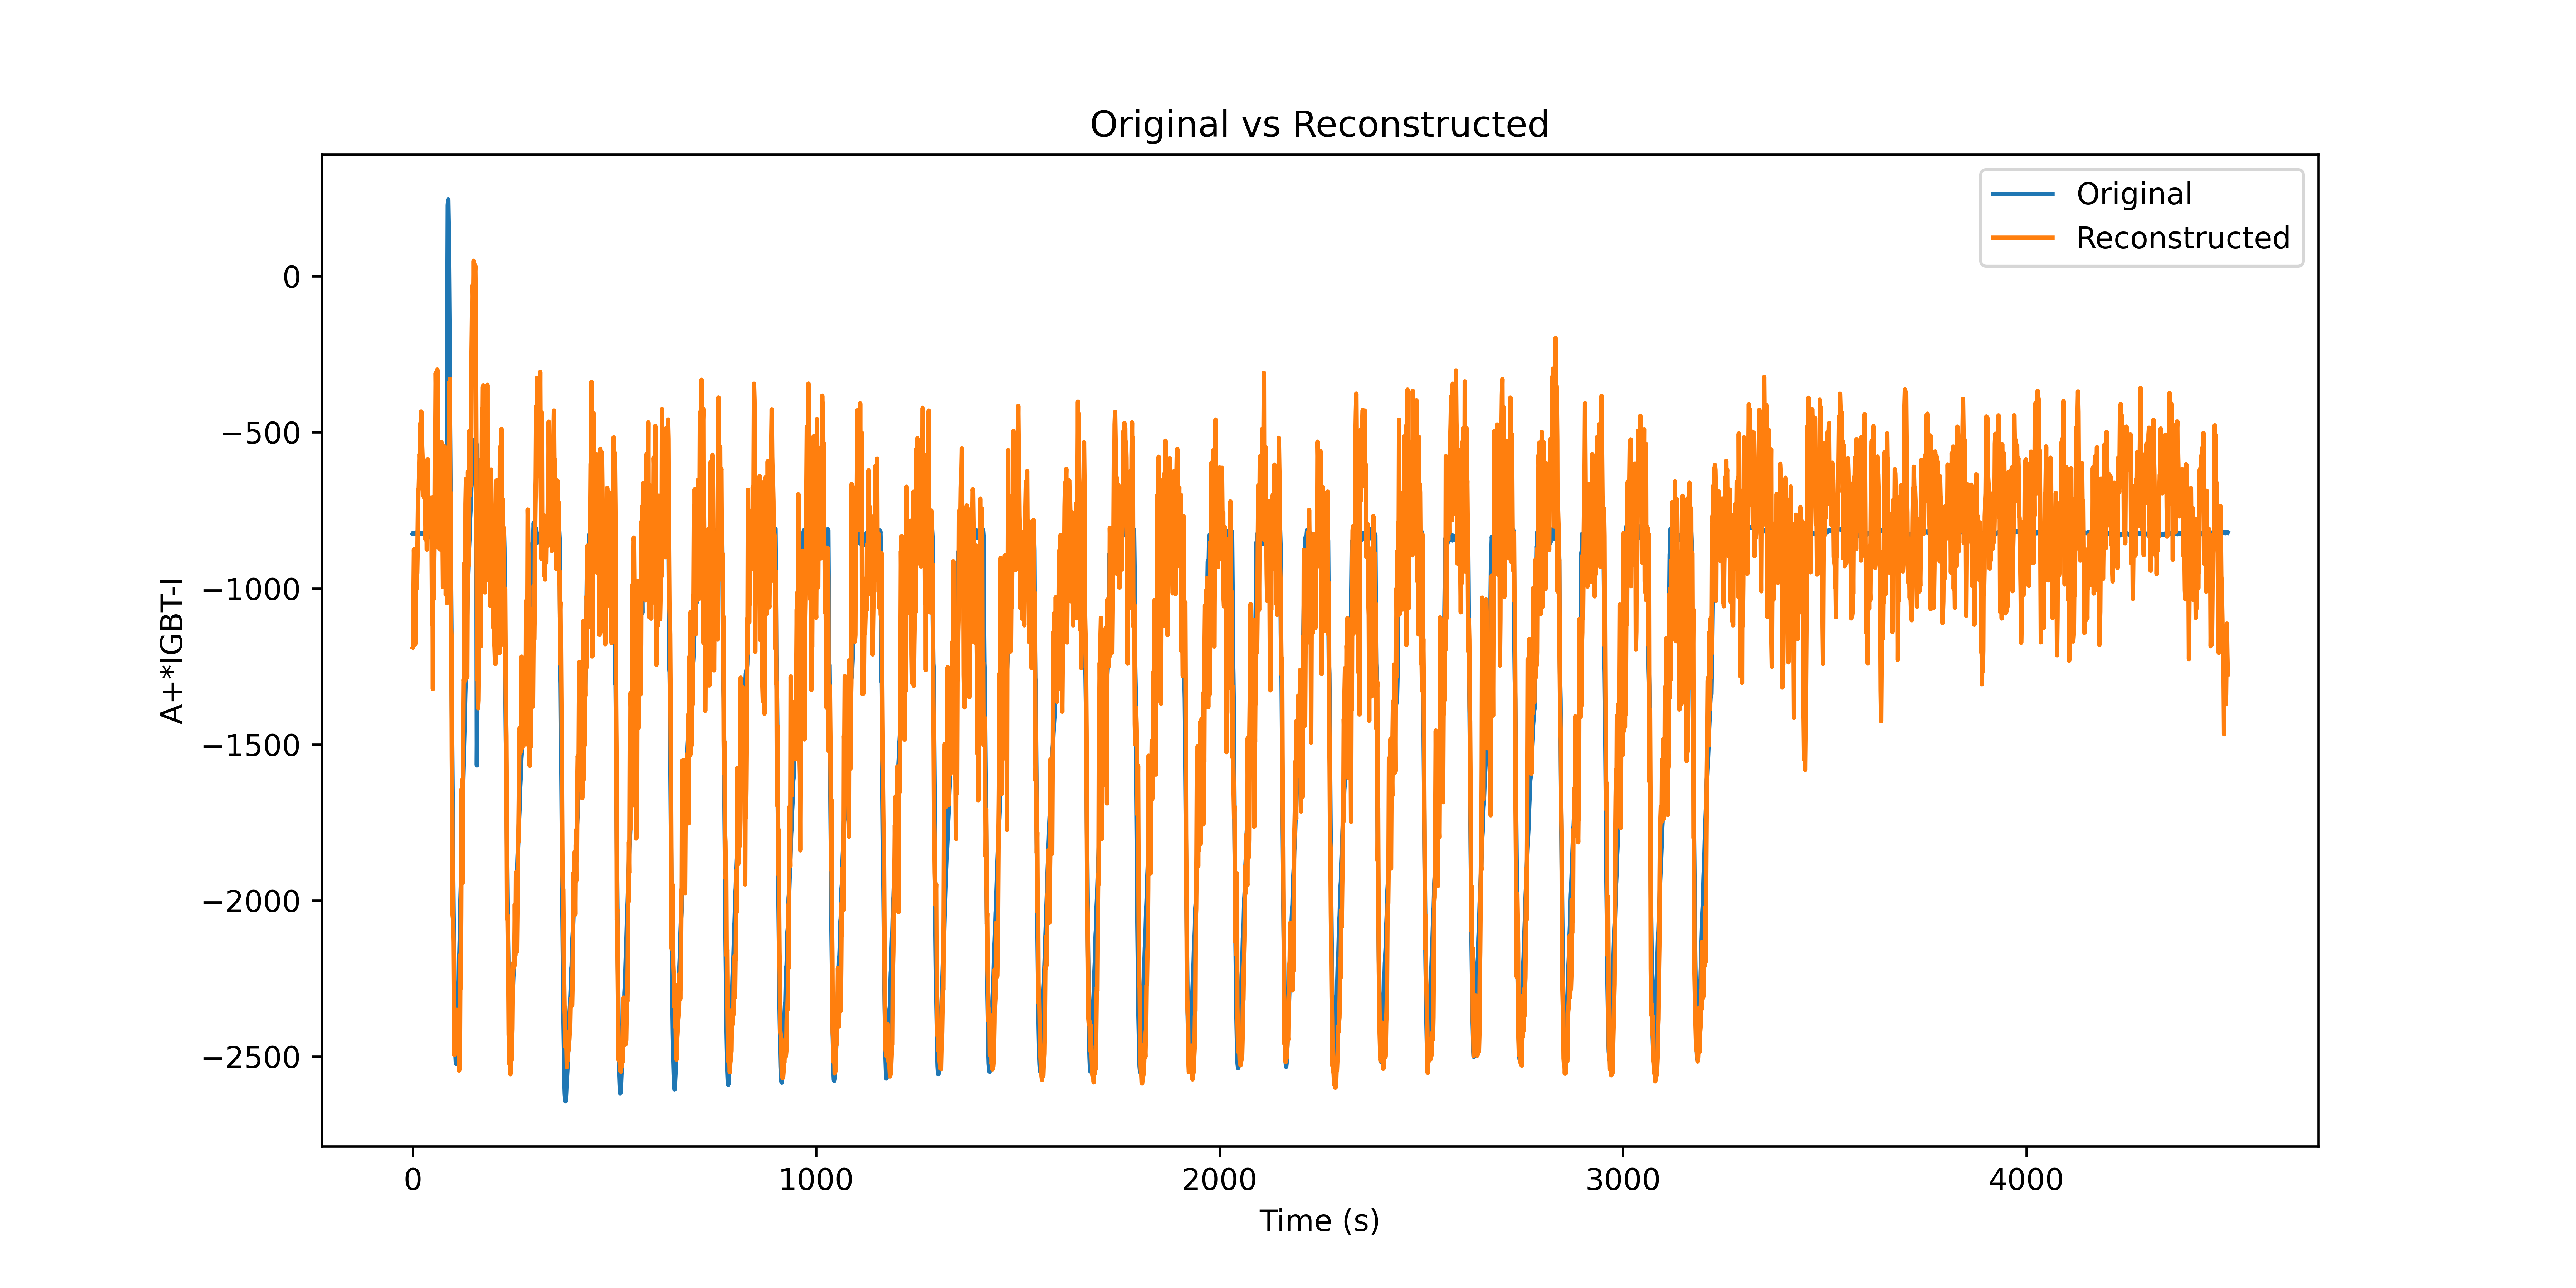 Original vs Reconstructed
Original
Reconstructed
A+*IGBT-I
0
−500
−1000
−1500
−2000
−2500
0
1000
2000
3000
4000
Time (s)